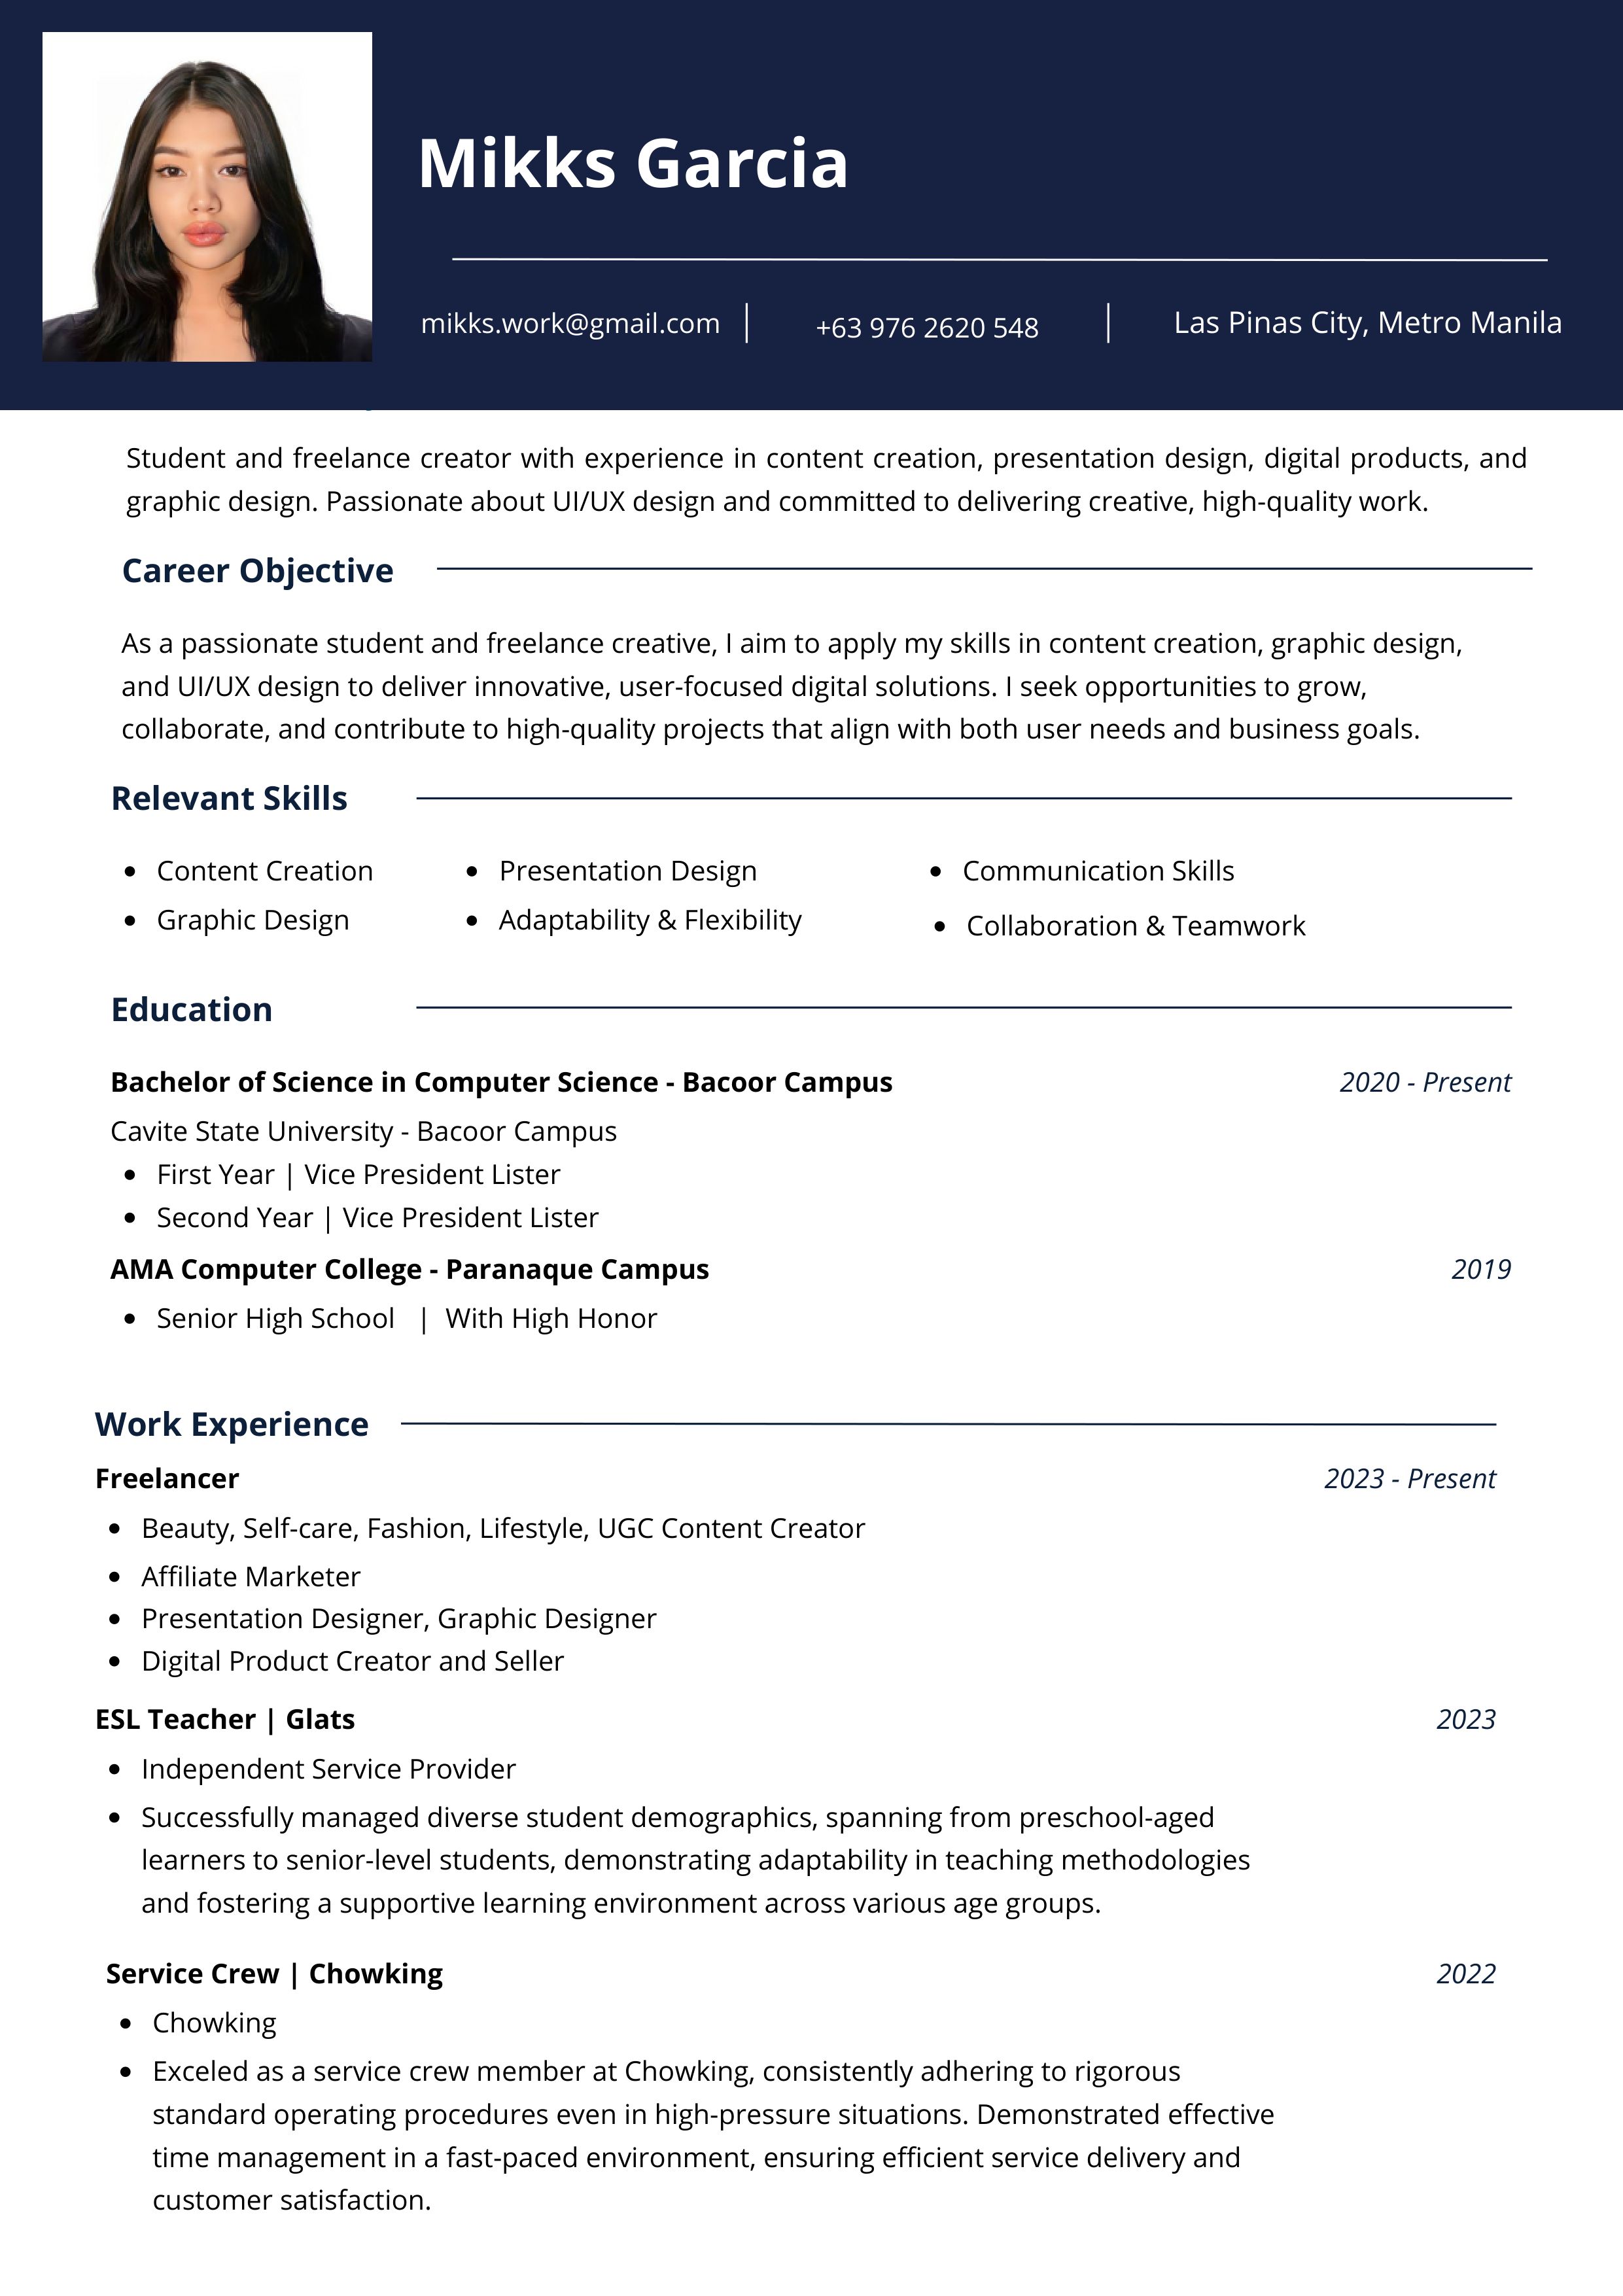 Mikks Garcia
mikks.work@gmail.com
+63 976 2620 548
Las Pinas City, Metro Manila
Student and freelance creator with experience in content creation, presentation design, digital products, and
graphic design. Passionate about UI/UX design and committed to delivering creative, high-quality work.
Career Objective
As a passionate student and freelance creative, I aim to apply my skills in content creation, graphic design,
and UI/UX design to deliver innovative, user-focused digital solutions. I seek opportunities to grow,
collaborate, and contribute to high-quality projects that align with both user needs and business goals.
Relevant Skills
• Content Creation
• Graphic Design
• Presentation Design
• Adaptability & Flexibility
• Communication Skills
• Collaboration & Teamwork
Education
Bachelor of Science in Computer Science - Bacoor Campus 2020 - Present
Cavite State University - Bacoor Campus
• First Year | Vice President Lister
• Second Year | Vice President Lister
AMA Computer College - Paranaque Campus 2019
• Senior High School | With High Honor
Work Experience
Freelancer 2023 - Present
• Beauty, Self-care, Fashion, Lifestyle, UGC Content Creator
• Affiliate Marketer
• Presentation Designer, Graphic Designer
• Digital Product Creator and Seller
ESL Teacher | Glats 2023
• Independent Service Provider
• Successfully managed diverse student demographics, spanning from preschool-aged
learners to senior-level students, demonstrating adaptability in teaching methodologies
and fostering a supportive learning environment across various age groups.
Service Crew | Chowking 2022
• Chowking
• Exceled as a service crew member at Chowking, consistently adhering to rigorous
standard operating procedures even in high-pressure situations. Demonstrated effective
time management in a fast-paced environment, ensuring efficient service delivery and
customer satisfaction.